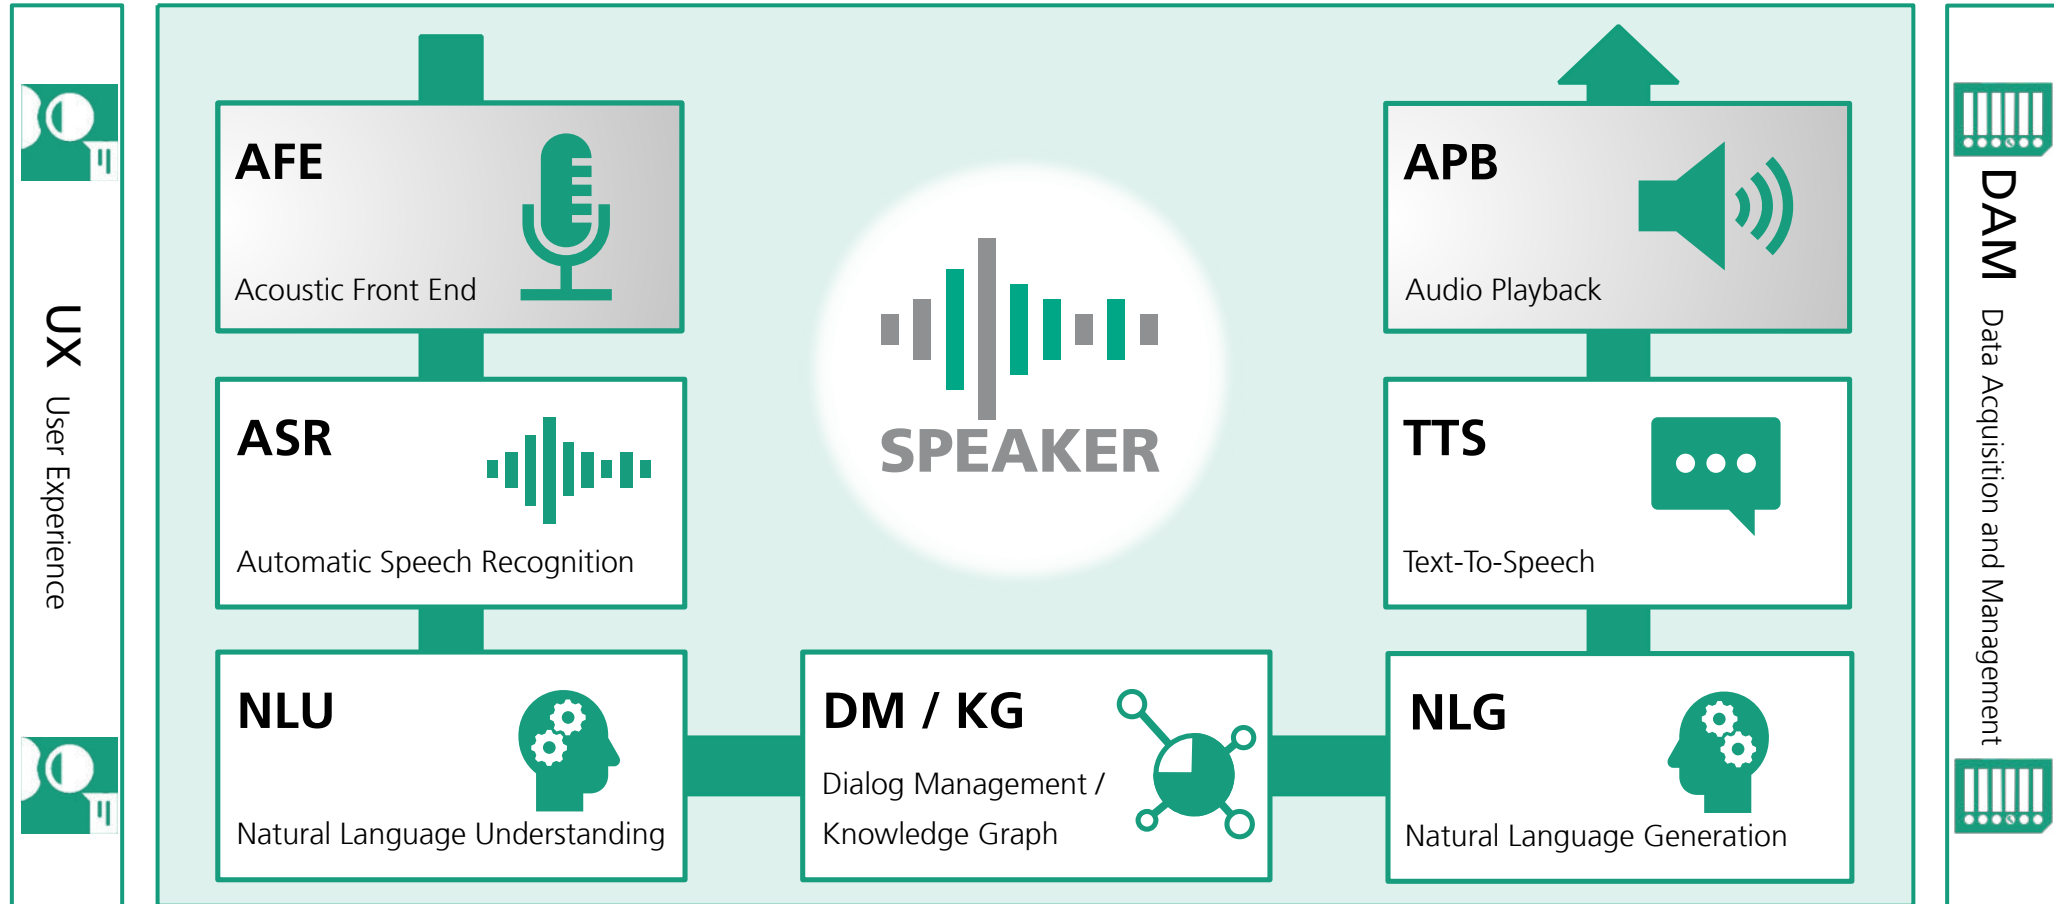 UX User Experience
AFE
Acoustic Front End
ASR
Automatic Speech Recognition
NLU
Natural Language Understanding
SPEAKER
DM / KG
Dialog Management /
Knowledge Graph
APB
Audio Playback
TTS
Text-To-Speech
NLG
Natural Language Generation
DAM Data Acquisition and Management